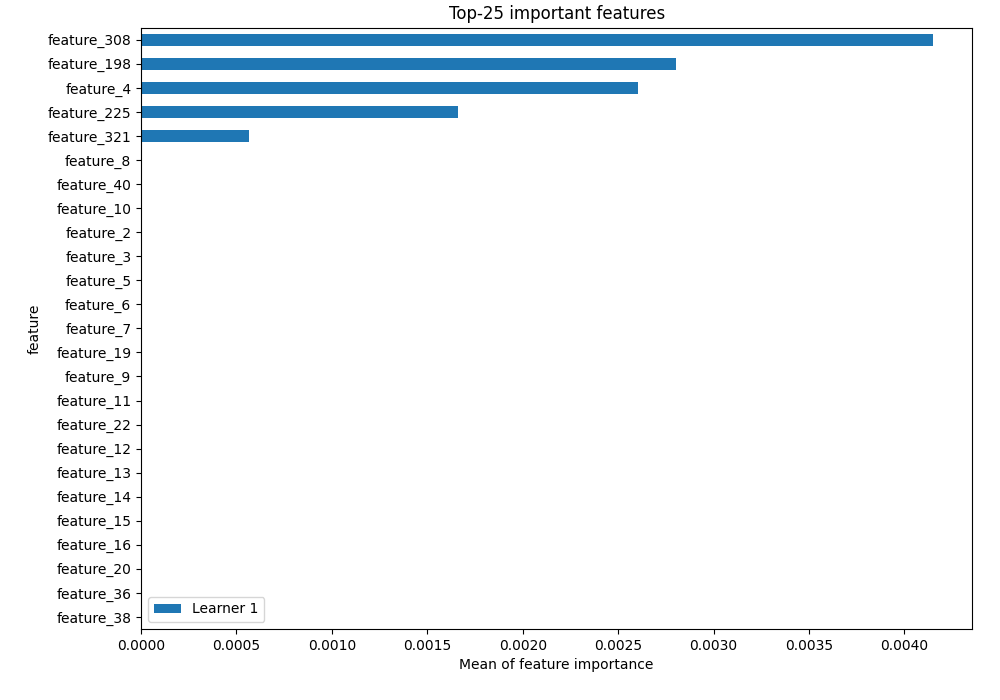 Top-25 important features
feature_308
feature_198
feature_4
feature_225
feature_321
feature_8
feature_40
feature_10
feature_2
feature_3
feature_5
feature_6
feature_7
feature_19
feature_9
feature_11
feature_22
feature_12
feature_13
feature_14
feature_15
feature_16
feature_20
feature_36
feature_38
feature
Learner 1
0.0000 0.0005 0.0010 0.0015 0.0020 0.0025 0.0030 0.0035 0.0040
Mean of feature importance